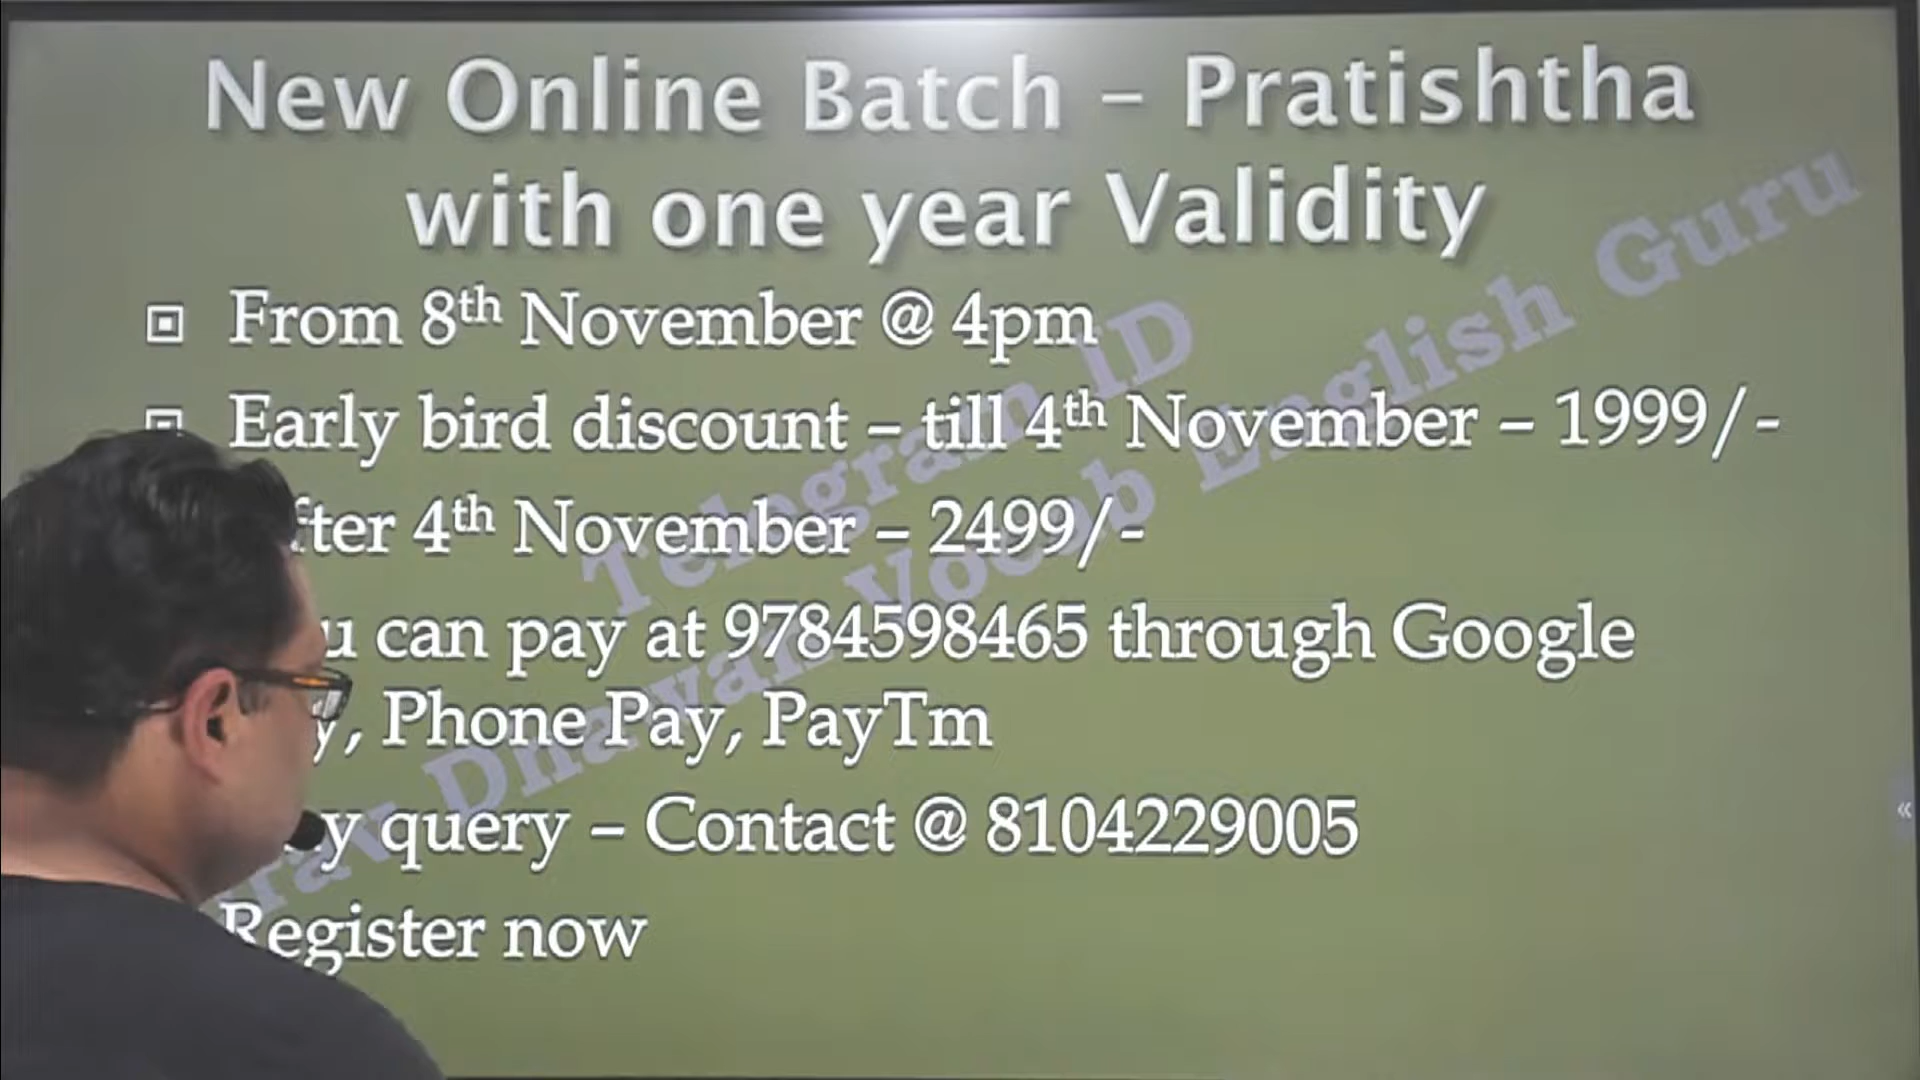 New Online Batch – Pratishtha
with one year Validity
From 8th November @ 4pm
Early bird discount – till 4th November – 1999/-
fter 4th November – 2499/-
u can pay at 9784598465 through Google
y, Phone Pay, PayTm
y query – Contact @ 8104229005
Register now
Telegram ID
rav Dhavan Vocab English Guru
«